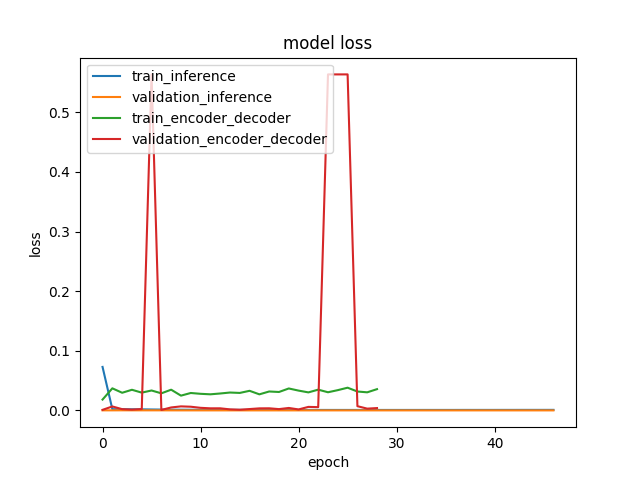 model loss
train_inference
validation_inference
train_encoder_decoder
validation_encoder_decoder
loss
0.5
0.4
0.3
0.2
0.1
0.0
0 10 20 30 40
epoch